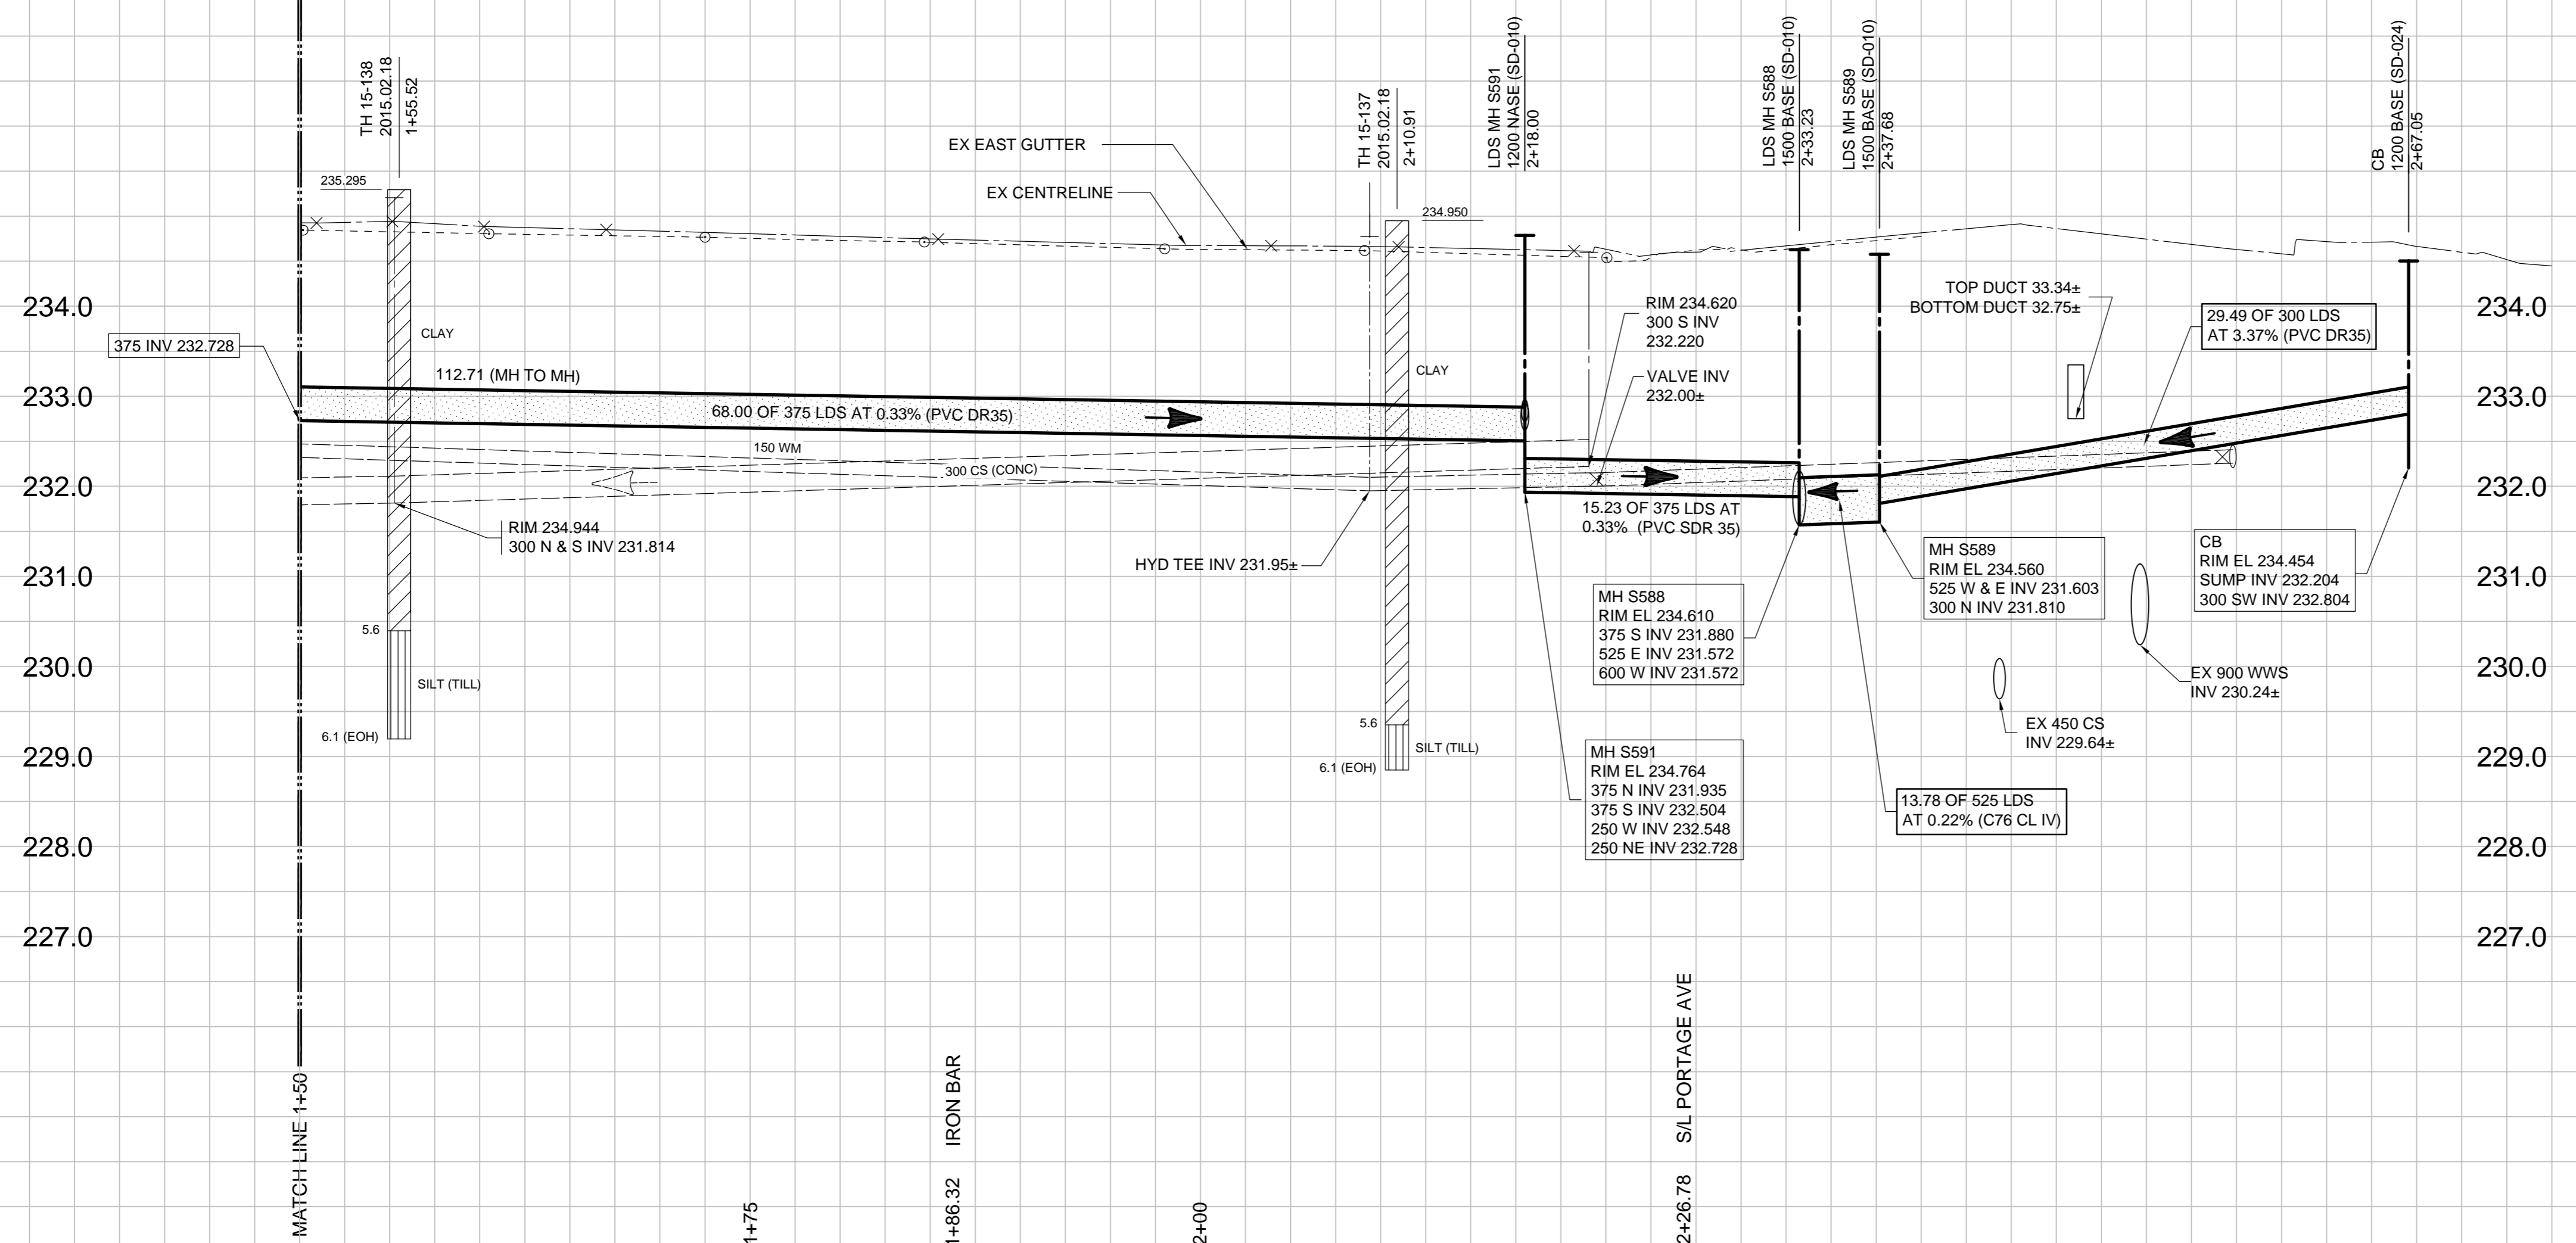 TH 15-138
2015.02.18
1+55.52
TH 15-137
2015.02.18
2+10.91
LDS MH S591
1200 NASE (SD-010)
2+18.00
LDS MH S588
1500 BASE (SD-010)
2+33.23
LDS MH S589
1500 BASE (SD-010)
2+37.68
CB
1200 BASE (SD-024)
2+67.05
EX EAST GUTTER
EX CENTRELINE
235.295
234.950
234.0
234.0
233.0
233.0
232.0
232.0
231.0
231.0
230.0
230.0
229.0
229.0
228.0
228.0
227.0
227.0
375 INV 232.728
CLAY
112.71 (MH TO MH)
68.00 OF 375 LDS AT 0.33% (PVC DR35)
150 WM
300 CS (CONC)
RIM 234.944
300 N & S INV 231.814
5.6
SILT (TILL)
6.1 (EOH)
HYD TEE INV 231.95±
CLAY
5.6
SILT (TILL)
6.1 (EOH)
RIM 234.620
300 S INV
232.220
VALVE INV
232.00±
15.23 OF 375 LDS AT
0.33% (PVC SDR 35)
TOP DUCT 33.34±
BOTTOM DUCT 32.75±
29.49 OF 300 LDS
AT 3.37% (PVC DR35)
MH S588
RIM EL 234.610
375 S INV 231.880
525 E INV 231.572
600 W INV 231.572
MH S591
RIM EL 234.764
375 N INV 231.935
375 S INV 232.504
250 W INV 232.548
250 NE INV 232.728
MH S589
RIM EL 234.560
525 W & E INV 231.603
300 N INV 231.810
CB
RIM EL 234.454
SUMP INV 232.204
300 SW INV 232.804
EX 900 WWS
INV 230.24±
EX 450 CS
INV 229.64±
13.78 OF 525 LDS
AT 0.22% (C76 CL IV)
MATCH LINE 1+50
1+75
1+86.32 IRON BAR
2+00
2+26.78 S/L PORTAGE AVE